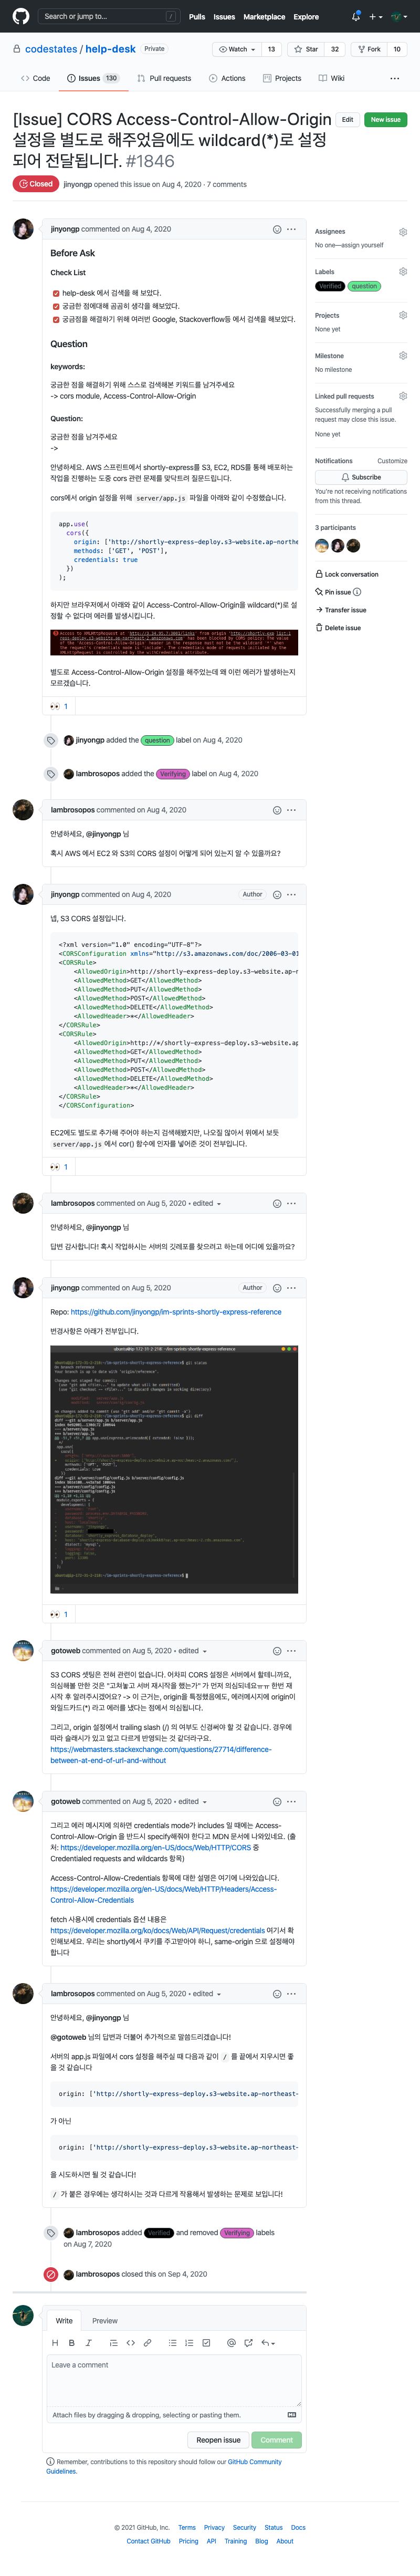 Search or jump to...
/
Pulls Issues Marketplace Explore
codestates / help-desk Private
Watch 13 Star 32 Fork 10
Code Issues 130 Pull requests Actions Projects Wiki
[Issue] CORS Access-Control-Allow-Origin
설정을 별도로 해주었음에도 wildcard(*)로 설정
되어 전달됩니다. #1846
Edit New issue
Closed jinyongp opened this issue on Aug 4, 2020 · 7 comments
jinyongp commented on Aug 4, 2020
Before Ask
Check List
help-desk 에서 검색을 해 보았다.
궁금한 점에대해 곰곰히 생각을 해보았다.
궁금점을 해결하기 위해 여러번 Google, Stackoverflow등 에서 검색을 해보았다.
Question
keywords:
궁금한 점을 해결하기 위해 스스로 검색해본 키워드를 남겨주세요
-> cors module, Access-Control-Allow-Origin
Question:
궁금한 점을 남겨주세요
->
안녕하세요. AWS 스프린트에서 shortly-express를 S3, EC2, RDS를 통해 배포하는
작업을 진행하는 도중 cors 관련 문제를 맞닥뜨려 질문드립니다.
cors에서 origin 설정을 위해 server/app.js 파일을 아래와 같이 수정했습니다.
app.use(
cors({
origin: ['http://shortly-express-deploy.s3-website.ap-northe
methods: ['GET', 'POST'],
credentials: true
})
);
하지만 브라우저에서 아래와 같이 Access-Control-Allow-Origin을 wildcard(*)로 설
정할 수 없다며 에러를 발생시킵니다.
별도로 Access-Control-Allow-Origin 설정을 해주었는데 왜 이런 에러가 발생하는지
모르겠습니다.
1
jinyongp added the question label on Aug 4, 2020
lambrosopos added the Verifying label on Aug 4, 2020
lambrosopos commented on Aug 4, 2020
안녕하세요, @jinyongp 님
혹시 AWS 에서 EC2 와 S3의 CORS 설정이 어떻게 되어 있는지 알 수 있을까요?
jinyongp commented on Aug 4, 2020 Author
넵, S3 CORS 설정입니다.
<?xml version="1.0" encoding="UTF-8"?>
<CORSConfiguration xmlns="http://s3.amazonaws.com/doc/2006-03-01
<CORSRule>
<AllowedOrigin>http://shortly-express-deploy.s3-website.ap-n
<AllowedMethod>GET</AllowedMethod>
<AllowedMethod>PUT</AllowedMethod>
<AllowedMethod>POST</AllowedMethod>
<AllowedMethod>DELETE</AllowedMethod>
<AllowedHeader>*</AllowedHeader>
</CORSRule>
<CORSRule>
<AllowedOrigin>http://*/shortly-express-deploy.s3-website.ap
<AllowedMethod>GET</AllowedMethod>
<AllowedMethod>PUT</AllowedMethod>
<AllowedMethod>POST</AllowedMethod>
<AllowedMethod>DELETE</AllowedMethod>
<AllowedHeader>*</AllowedHeader>
</CORSRule>
</CORSConfiguration>
EC2에도 별도로 추가해 주어야 하는지 검색해봤지만, 나오질 않아서 위에서 보듯
server/app.js 에서 cor() 함수에 인자를 넣어준 것이 전부입니다.
1
lambrosopos commented on Aug 5, 2020 • edited
안녕하세요, @jinyongp 님
답변 감사합니다! 혹시 작업하시는 서버의 깃레포를 찾으려고 하는데 어디에 있을까요?
jinyongp commented on Aug 5, 2020 Author
Repo: https://github.com/jinyongp/im-sprints-shortly-express-reference
변경사항은 아래가 전부입니다.
1
gotoweb commented on Aug 5, 2020 • edited
S3 CORS 셋팅은 전혀 관련이 없습니다. 어차피 CORS 설정은 서버에서 할테니까요,
의심해볼 만한 것은 "고쳐놓고 서버 재시작을 했는가" 가 먼저 의심되네요ㅠㅠ 한번 재
시작 후 알려주시겠어요? -> 이 근거는, origin을 특정했음에도, 에러메시지에 origin이
와일드카드(*) 라고 에러를 냈다는 점에서 의심됩니다.
그리고, origin 설정에서 trailing slash (/) 의 여부도 신경써야 할 것 같습니다. 경우에
따라 슬래시가 있고 없고 다르게 반영되는 것 같더라구요.
https://webmasters.stackexchange.com/questions/27714/difference-
between-at-end-of-url-and-without
gotoweb commented on Aug 5, 2020 • edited
그리고 에러 메시지에 의하면 credentials mode가 includes 일 때에는 Access-
Control-Allow-Origin 을 반드시 specify해줘야 한다고 MDN 문서에 나와있네요. (출
처: https://developer.mozilla.org/en-US/docs/Web/HTTP/CORS 중
Credentialed requests and wildcards 항목)
Access-Control-Allow-Credentials 항목에 대한 설명은 여기에 나와있습니다.
https://developer.mozilla.org/en-US/docs/Web/HTTP/Headers/Access-
Control-Allow-Credentials
fetch 사용시에 credentials 옵션 내용은
https://developer.mozilla.org/ko/docs/Web/API/Request/credentials 여기서 확
인해보세요. 우리는 shortly에서 쿠키를 주고받아야 하니, same-origin 으로 설정해야
합니다
lambrosopos commented on Aug 5, 2020 • edited
안녕하세요, @jinyongp 님
@gotoweb 님의 답변과 더불어 추가적으로 말씀드리겠습니다!
서버의 app.js 파일에서 cors 설정을 해주실 때 다음과 같이 / 를 끝에서 지우시면 좋
을 것 같습니다
origin: ['http://shortly-express-deploy.s3-website.ap-northeast-
가 아닌
origin: ['http://shortly-express-deploy.s3-website.ap-northeast-
을 시도하시면 될 것 같습니다!
/ 가 붙은 경우에는 생각하시는 것과 다르게 작용해서 발생하는 문제로 보입니다!
lambrosopos added Verified and removed Verifying labels
on Aug 7, 2020
lambrosopos closed this on Sep 4, 2020
Write Preview
Leave a comment
Attach files by dragging & dropping, selecting or pasting them.
Reopen issue Comment
Remember, contributions to this repository should follow our GitHub Community
Guidelines.
Assignees
No one—assign yourself
Labels
Verified question
Projects
None yet
Milestone
No milestone
Linked pull requests
Successfully merging a pull
request may close this issue.
None yet
Notifications Customize
Subscribe
You're not receiving notifications
from this thread.
3 participants
Lock conversation
Pin issue
Transfer issue
Delete issue
© 2021 GitHub, Inc. Terms Privacy Security Status Docs
Contact GitHub Pricing API Training Blog About